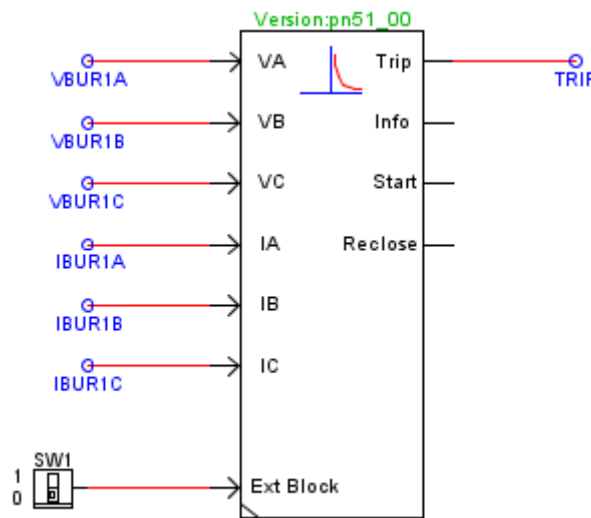 Version:pn51_00
VA
Trip
VBUR1A
TRIP
VB
Info
VBUR1B
VC
Start
VBUR1C
IA
Reclose
IBUR1A
IB
IBUR1B
IC
IBUR1C
SW1
1
0
Ext Block